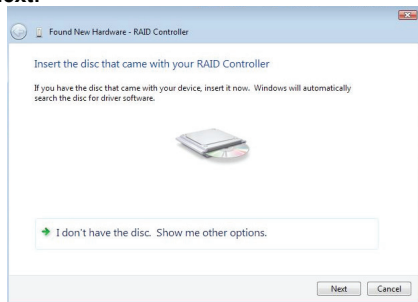 Found New Hardware - RAID Controller
Insert the disc that came with your RAID Controller
If you have the disc that came with your device, insert it now. Windows will automatically
search the disc for driver software.
I don't have the disc. Show me other options.
Next Cancel